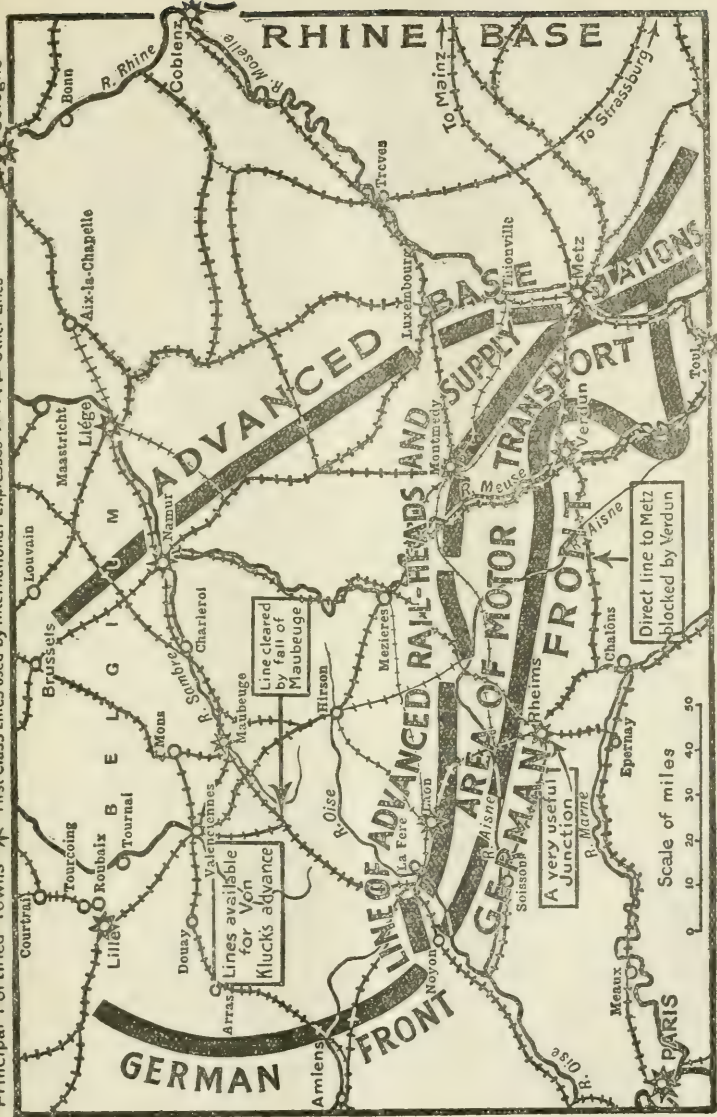 Principal Fortified Towns
First Class Lines used by International Expresses
Other Lines
Courtrai
Tourcoing
Roubaix
Lille
Tournai
Brussels
Louvain
Maastricht
Liége
Aix-la-Chapelle
Bonn
R. Rhine
Coblenz
R. Moselle
RHINE BASE
To Mainz
To Strassburg
BELGIUM
Mons
Charleroi
Namur
R. Sambre
Maubeuge
Valenciennes
Douay
Arras
Lines available
for Von
Kluck's advance
Line cleared
by fall of
Maubeuge
ADVANCED BASE
Treves
Luxembourg
Thionville
Metz
GERMAN FRONT
Amiens
R. Oise
Hirson
Mezieres
Montmedy
R. Meuse
LINE OF ADVANCED RAIL-HEADS AND SUPPLY STATIONS
La Fere
Laon
Noyon
AREA OF MOTOR TRANSPORT
R. Aisne
Soissons
GERMAN FRONT
Rheims
Verdun
Aisne
Toul
A very useful
Junction
Direct line to Metz
blocked by Verdun
Chalôns
Epernay
R. Marne
Meaux
PARIS
R. Oise
Scale of miles
0 10 20 30 40 50